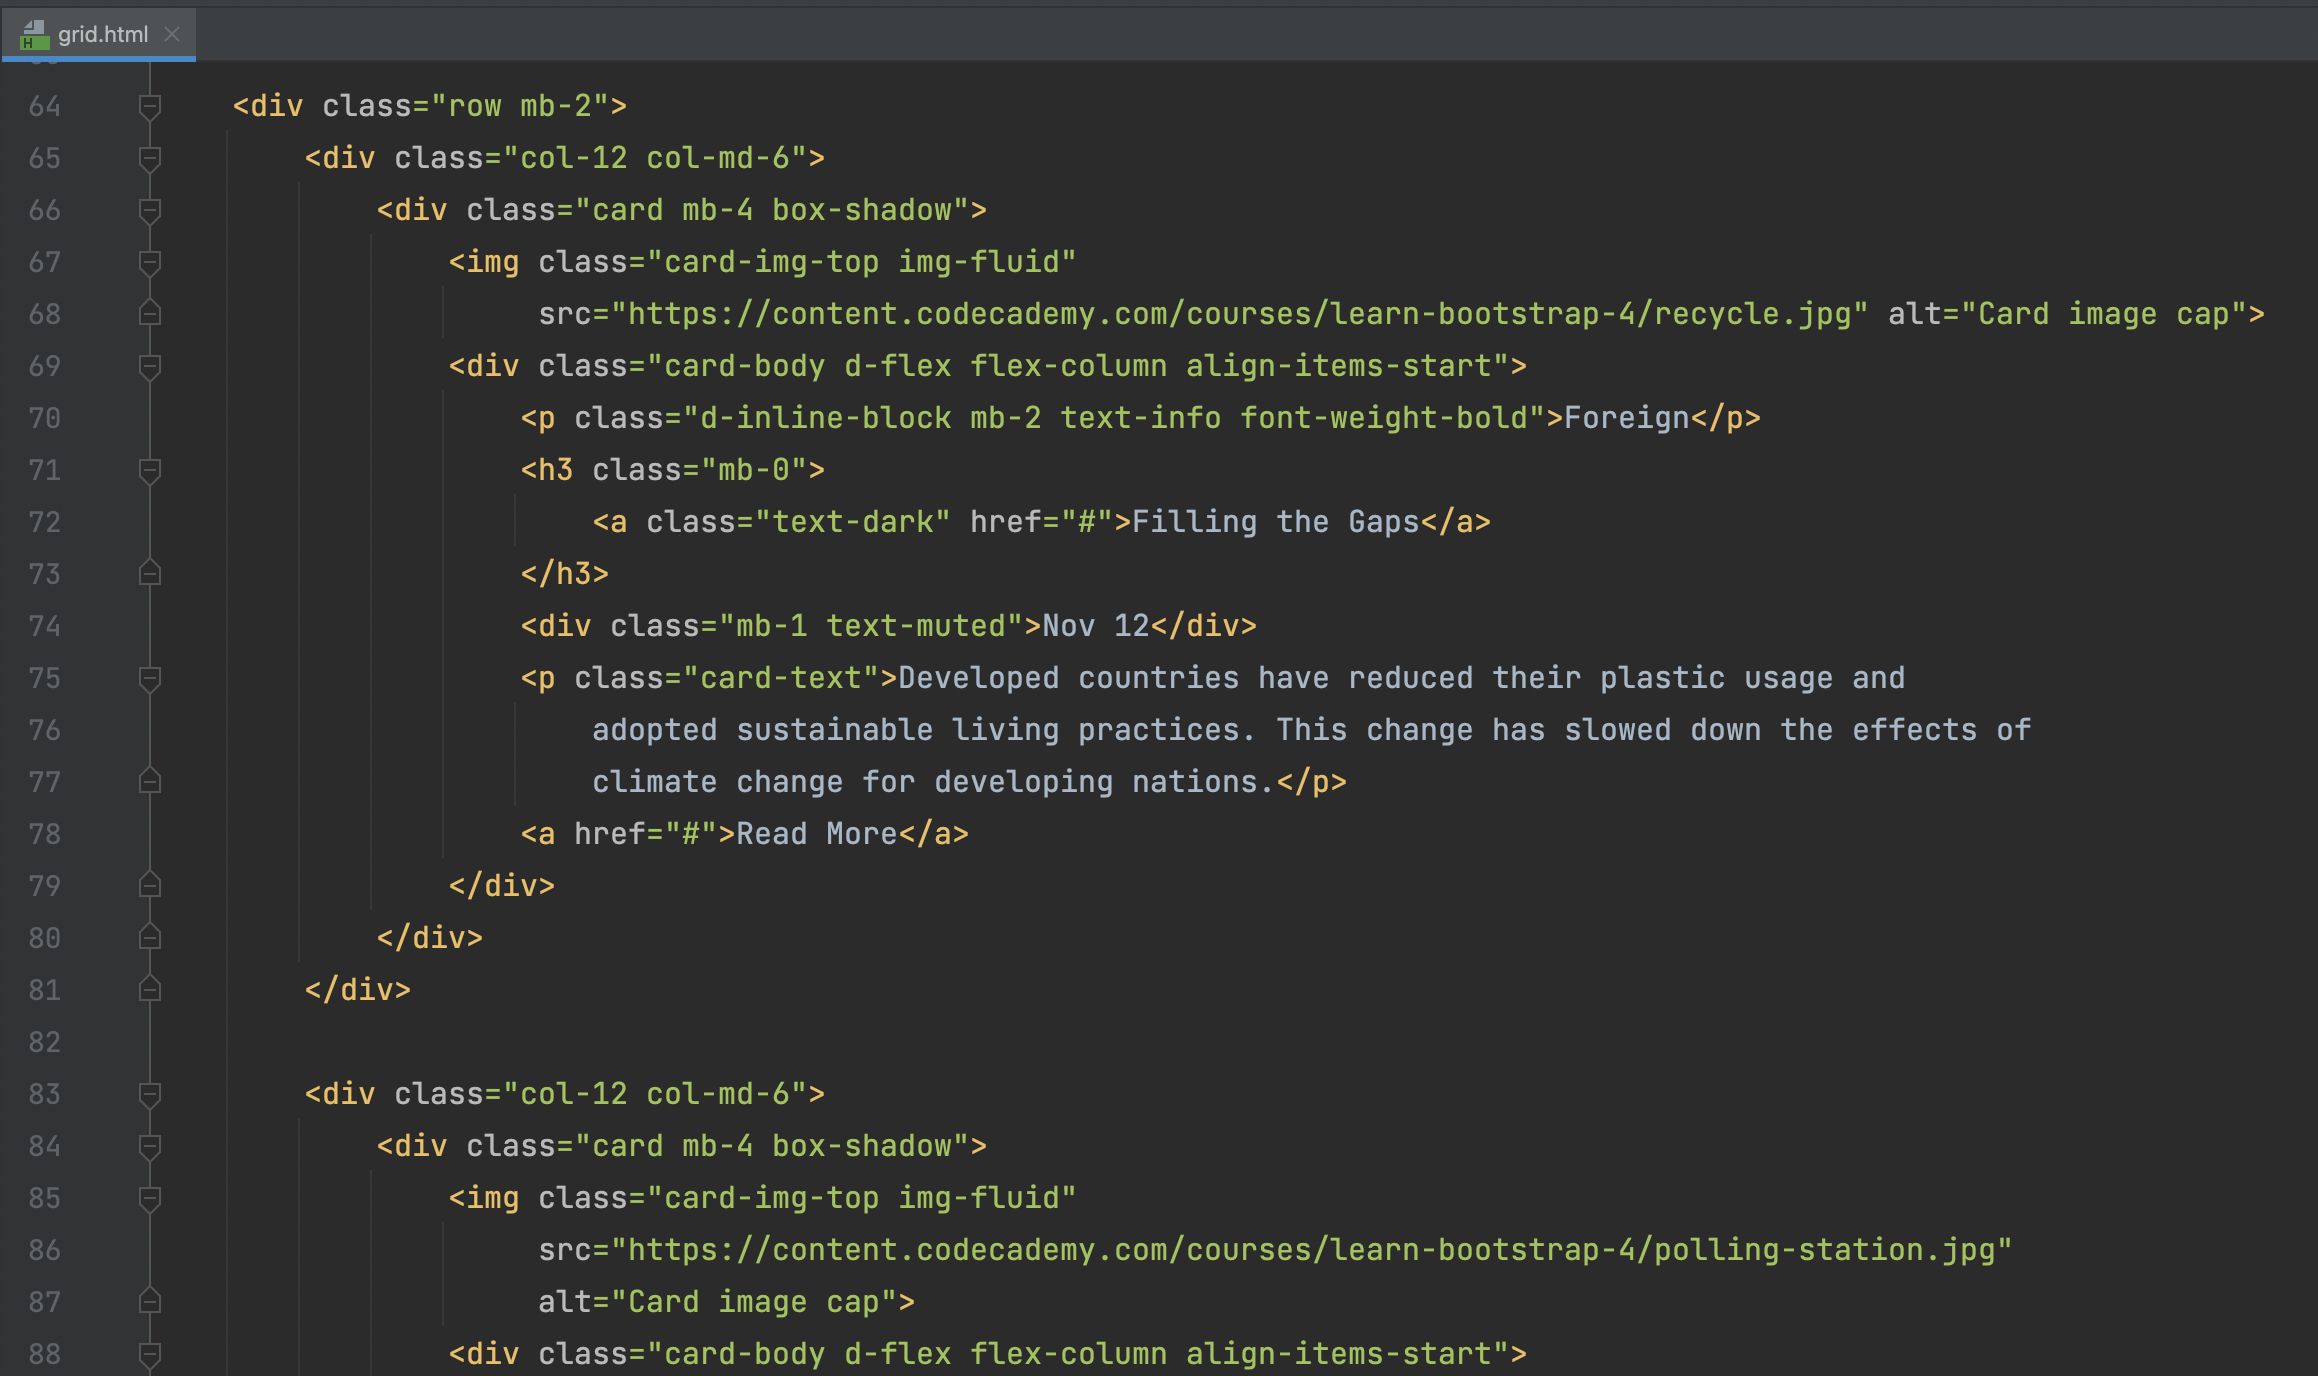 grid.html
64 <div class="row mb-2">
65 <div class="col-12 col-md-6">
66 <div class="card mb-4 box-shadow">
67 <img class="card-img-top img-fluid"
68 src="https://content.codecademy.com/courses/learn-bootstrap-4/recycle.jpg" alt="Card image cap">
69 <div class="card-body d-flex flex-column align-items-start">
70 <p class="d-inline-block mb-2 text-info font-weight-bold">Foreign</p>
71 <h3 class="mb-0">
72 <a class="text-dark" href="#">Filling the Gaps</a>
73 </h3>
74 <div class="mb-1 text-muted">Nov 12</div>
75 <p class="card-text">Developed countries have reduced their plastic usage and
76 adopted sustainable living practices. This change has slowed down the effects of
77 climate change for developing nations.</p>
78 <a href="#">Read More</a>
79 </div>
80 </div>
81 </div>
82
83 <div class="col-12 col-md-6">
84 <div class="card mb-4 box-shadow">
85 <img class="card-img-top img-fluid"
86 src="https://content.codecademy.com/courses/learn-bootstrap-4/polling-station.jpg"
87 alt="Card image cap">
88 <div class="card-body d-flex flex-column align-items-start">